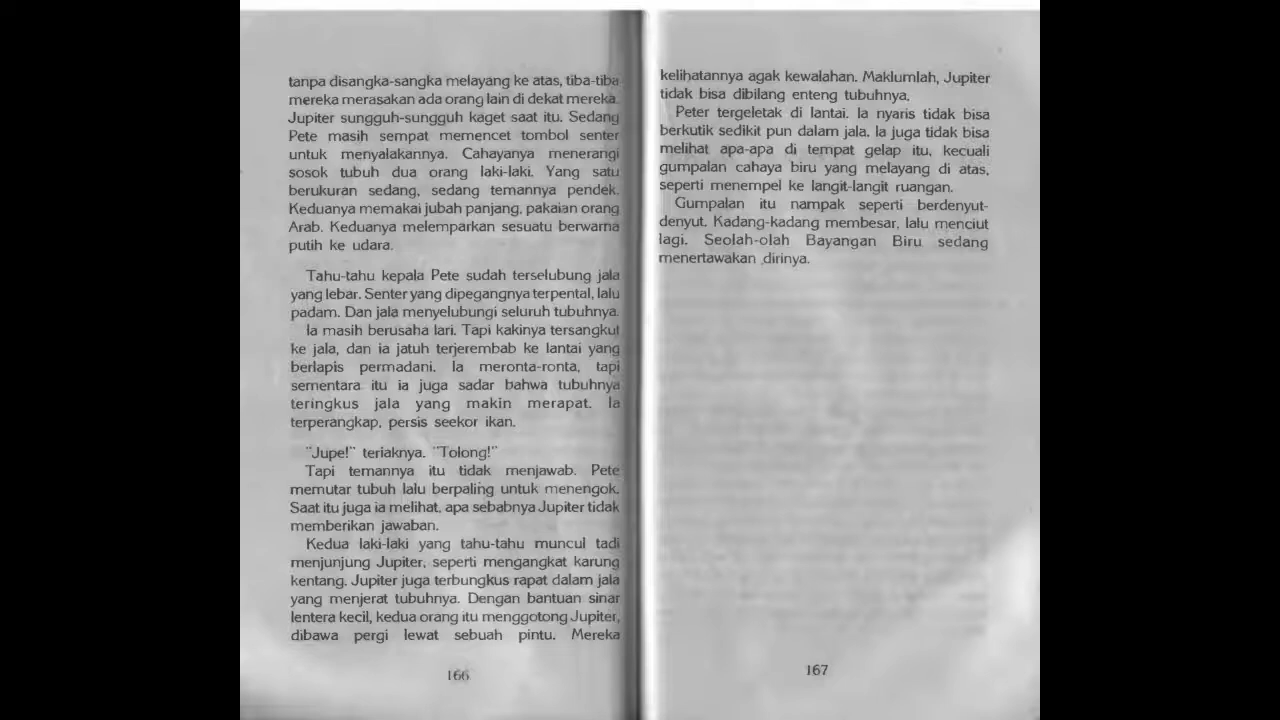 tanpa disangka-sangka melayang ke atas, tiba-tiba
mereka merasakan ada orang lain di dekat mereka.
Jupiter sungguh-sungguh kaget saat itu. Sedang
Pete masih sempat memencet tombol senter
untuk menyalakannya. Cahayanya menerangi
sosok tubuh dua orang laki-laki. Yang satu
berukuran sedang, sedang temannya pendek.
Keduanya memakai jubah panjang, pakaian orang
Arab. Keduanya melemparkan sesuatu berwarna
putih ke udara.
Tahu-tahu kepala Pete sudah terselubung jala
yang lebar. Senter yang dipegangnya terpental, lalu
padam. Dan jala menyelubungi seluruh tubuhnya.
Ia masih berusaha lari. Tapi kakinya tersangkut
ke jala, dan ia jatuh terjerembab ke lantai yang
berlapis permadani. Ia meronta-ronta, tapi
sementara itu ia juga sadar bahwa tubuhnya
teringkus jala yang makin merapat. Ia
terperangkap, persis seekor ikan.
"Jupe!" teriaknya. "Tolong!"
Tapi temannya itu tidak menjawab. Pete
memutar tubuh lalu berpaling untuk menengok.
Saat itu juga ia melihat, apa sebabnya Jupiter tidak
memberikan jawaban.
Kedua laki-laki yang tahu-tahu muncul tadi
menjunjung Jupiter, seperti mengangkat karung
kentang. Jupiter juga terbungkus rapat dalam jala
yang menjerat tubuhnya. Dengan bantuan sinar
lentera kecil, kedua orang itu menggotong Jupiter,
dibawa pergi lewat sebuah pintu. Mereka
166
kelihatannya agak kewalahan. Maklumlah, Jupiter
tidak bisa dibilang enteng tubuhnya.
Peter tergeletak di lantai. Ia nyaris tidak bisa
berkutik sedikit pun dalam jala. Ia juga tidak bisa
melihat apa-apa di tempat gelap itu, kecuali
gumpalan cahaya biru yang melayang di atas,
seperti menempel ke langit-langit ruangan.
Gumpalan itu nampak seperti berdenyut-
denyut. Kadang-kadang membesar, lalu menciut
lagi. Seolah-olah Bayangan Biru sedang
menertawakan dirinya.
167